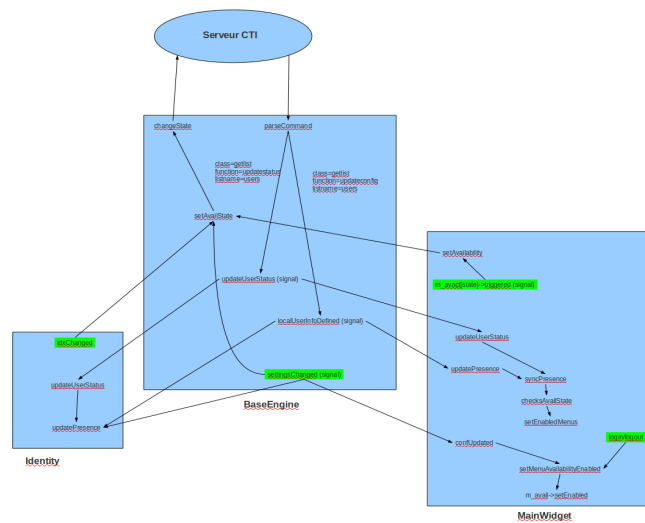 Serveur CTI
changeState
parseCommand
class=getlist
function=updatestatus
listname=users
class=getlist
function=updateconfig
listname=users
setAvailState
setAvailability
m_avact[state]->triggered (signal)
updateUserStatus (signal)
localUserInfoDefined (signal)
idxChanged
updateUserStatus
updatePresence
syncPresence
updateUserStatus
settingsChanged (signal)
checksAvailState
BaseEngine
setEnabledMenus
updatePresence
confUpdated
login/logout
Identity
setMenuAvailabilityEnabled
m_avail->setEnabled
MainWidget